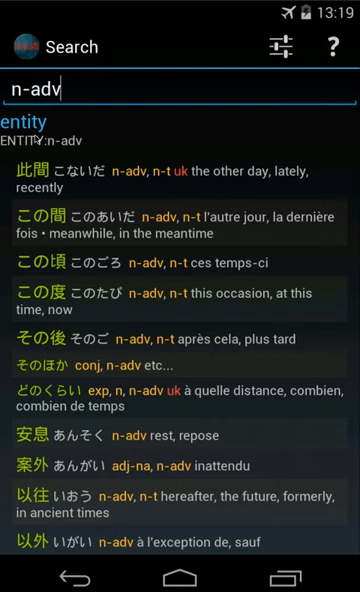 13:19
Search
?
n-adv
entity
ENTITY:n-adv
此間 こないだ n-adv, n-t uk the other day, lately,
recently
この間 このあいだ n-adv, n-t l'autre jour, la dernière
fois • meanwhile, in the meantime
この頃 このごろ n-adv, n-t ces temps-ci
この度 このたび n-adv, n-t this occasion, at this
time, now
その後 そのご n-adv, n-t après cela, plus tard
そのほか conj, n-adv etc...
どのくらい exp, n, n-adv uk à quelle distance, combien,
combien de temps
安息 あんそく n-adv rest, repose
案外 あんがい adj-na, n-adv inattendu
以往 いおう n-adv, n-t hereafter, the future, formerly,
in ancient times
以外 いがい n-adv à l'exception de, sauf